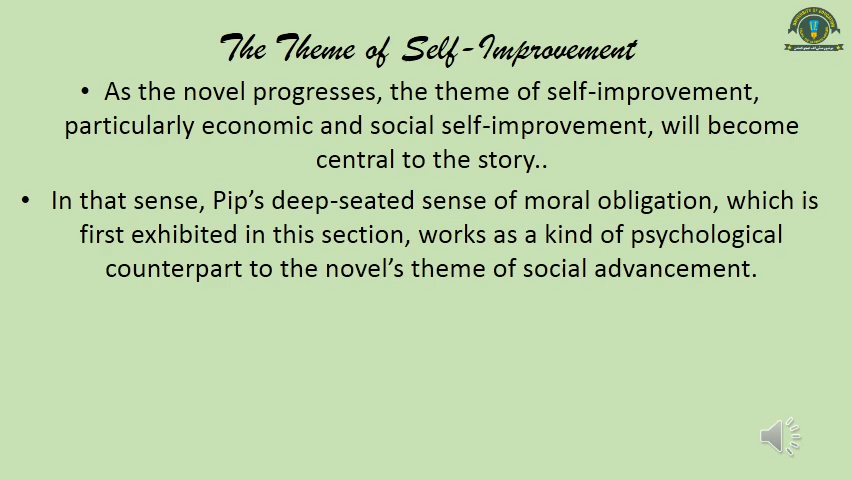 The Theme of Self-Improvement
• As the novel progresses, the theme of self-improvement,
particularly economic and social self-improvement, will become
central to the story..
• In that sense, Pip’s deep-seated sense of moral obligation, which is
first exhibited in this section, works as a kind of psychological
counterpart to the novel’s theme of social advancement.